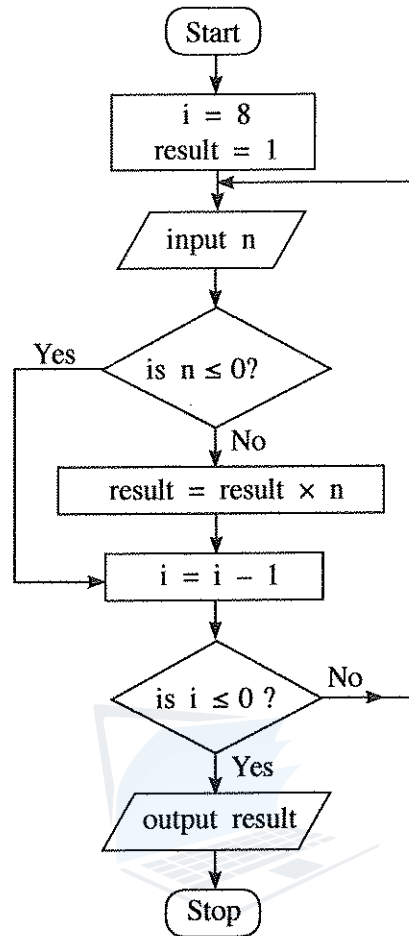 Start
i = 8
result = 1
input n
Yes
is n ≤ 0?
No
result = result × n
i = i − 1
is i ≤ 0 ?
No
Yes
output result
Stop